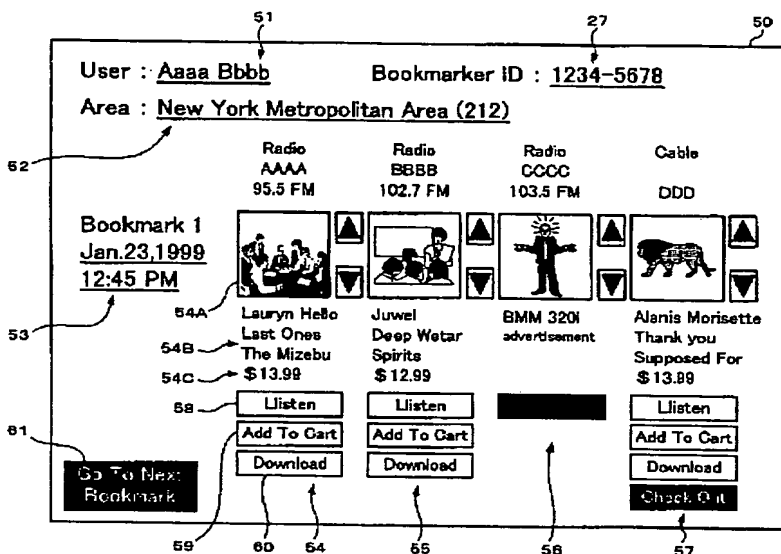 51
27
50
User : Aaaa Bbbb
Bookmarker ID : 1234-5678
Area : New York Metropolitan Area (212)
62
Radio
AAAA
95.5 FM
Radio
BBBB
102.7 FM
Radio
CCCC
103.5 FM
Cable
DDD
Bookmark 1
Jan.23,1999
12:45 PM
53
54A
54B
54C
Lauryn Hello
Last Ones
The Mizebu
$13.99
Juwel
Deep Wetar
Spirits
$12.99
BMM 320i
advertisement
Alanis Morisette
Thank you
Supposed For
$13.99
58
Llisten
Llisten
Llisten
Add To Cart
Add To Cart
Add To Cart
Download
Download
Download
61
Go To Next
Bookmark
Check Out
59
60
54
55
56
57